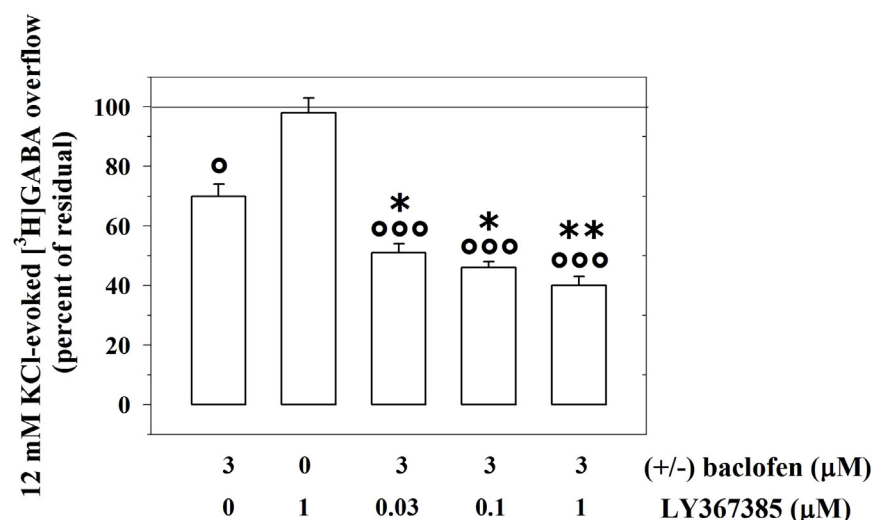 12 mM KCl-evoked [³H]GABA overflow
(percent of residual)
100
80
60
40
20
0
* * **
3 0 3 3 3 (+/-) baclofen (μM)
0 1 0.03 0.1 1 LY367385 (μM)